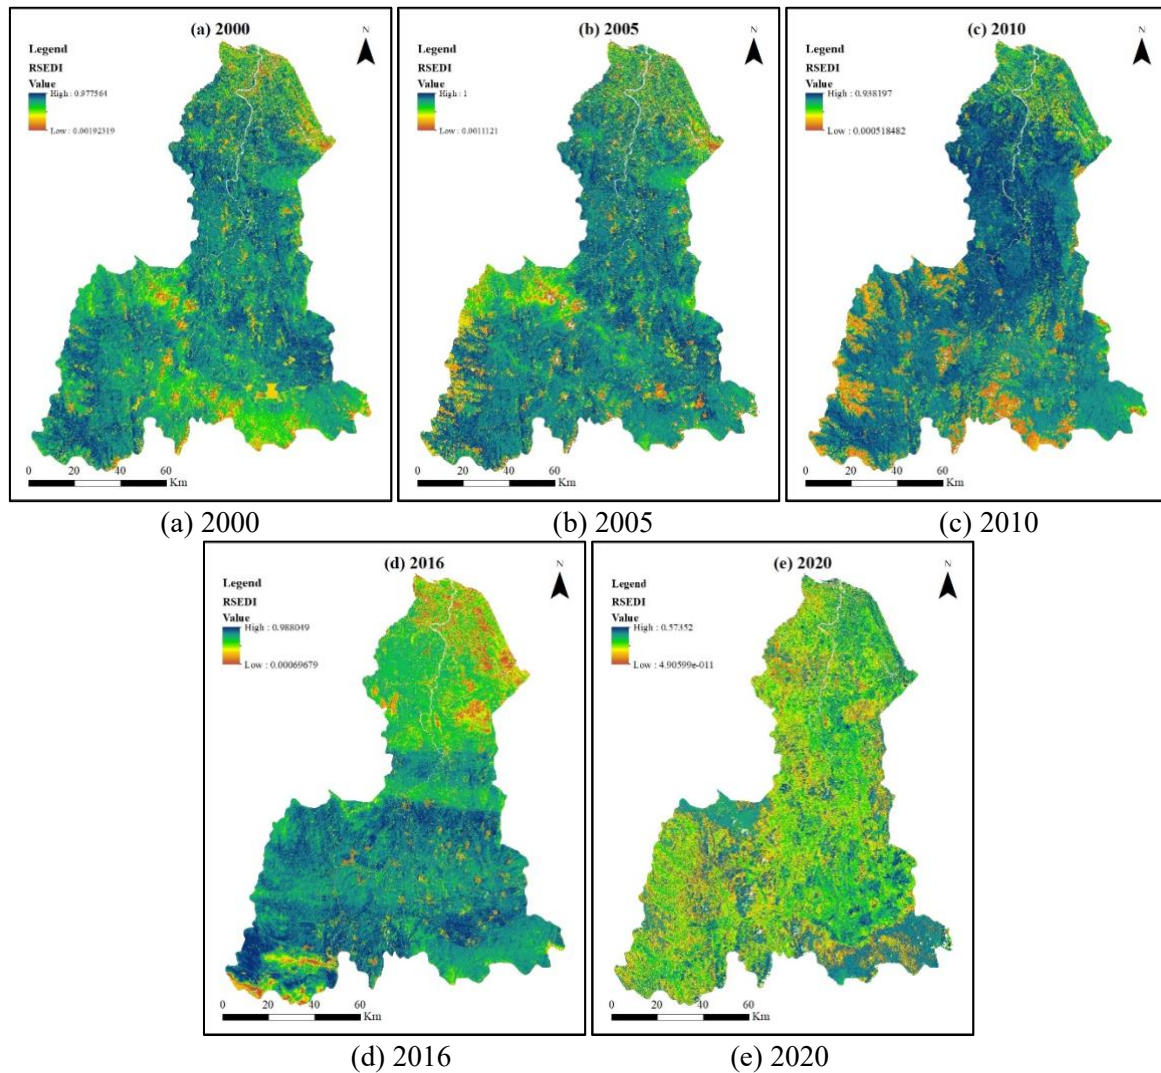 (a) 2000
N
Legend
RSEDI
Value
High : 0.977564
Low : 0.00192319
0 20 40 60
Km
(b) 2005
N
Legend
RSEDI
Value
High : 1
Low : 0.0011121
0 20 40 60
Km
(c) 2010
N
Legend
RSEDI
Value
High : 0.938197
Low : 0.000518482
0 20 40 60
Km
(a) 2000
(b) 2005
(c) 2010
(d) 2016
N
Legend
RSEDI
Value
High : 0.988049
Low : 0.00069679
0 20 40 60
Km
(e) 2020
N
Legend
RSEDI
Value
High : 0.57352
Low : 4.90599e-011
0 20 40 60
Km
(d) 2016
(e) 2020